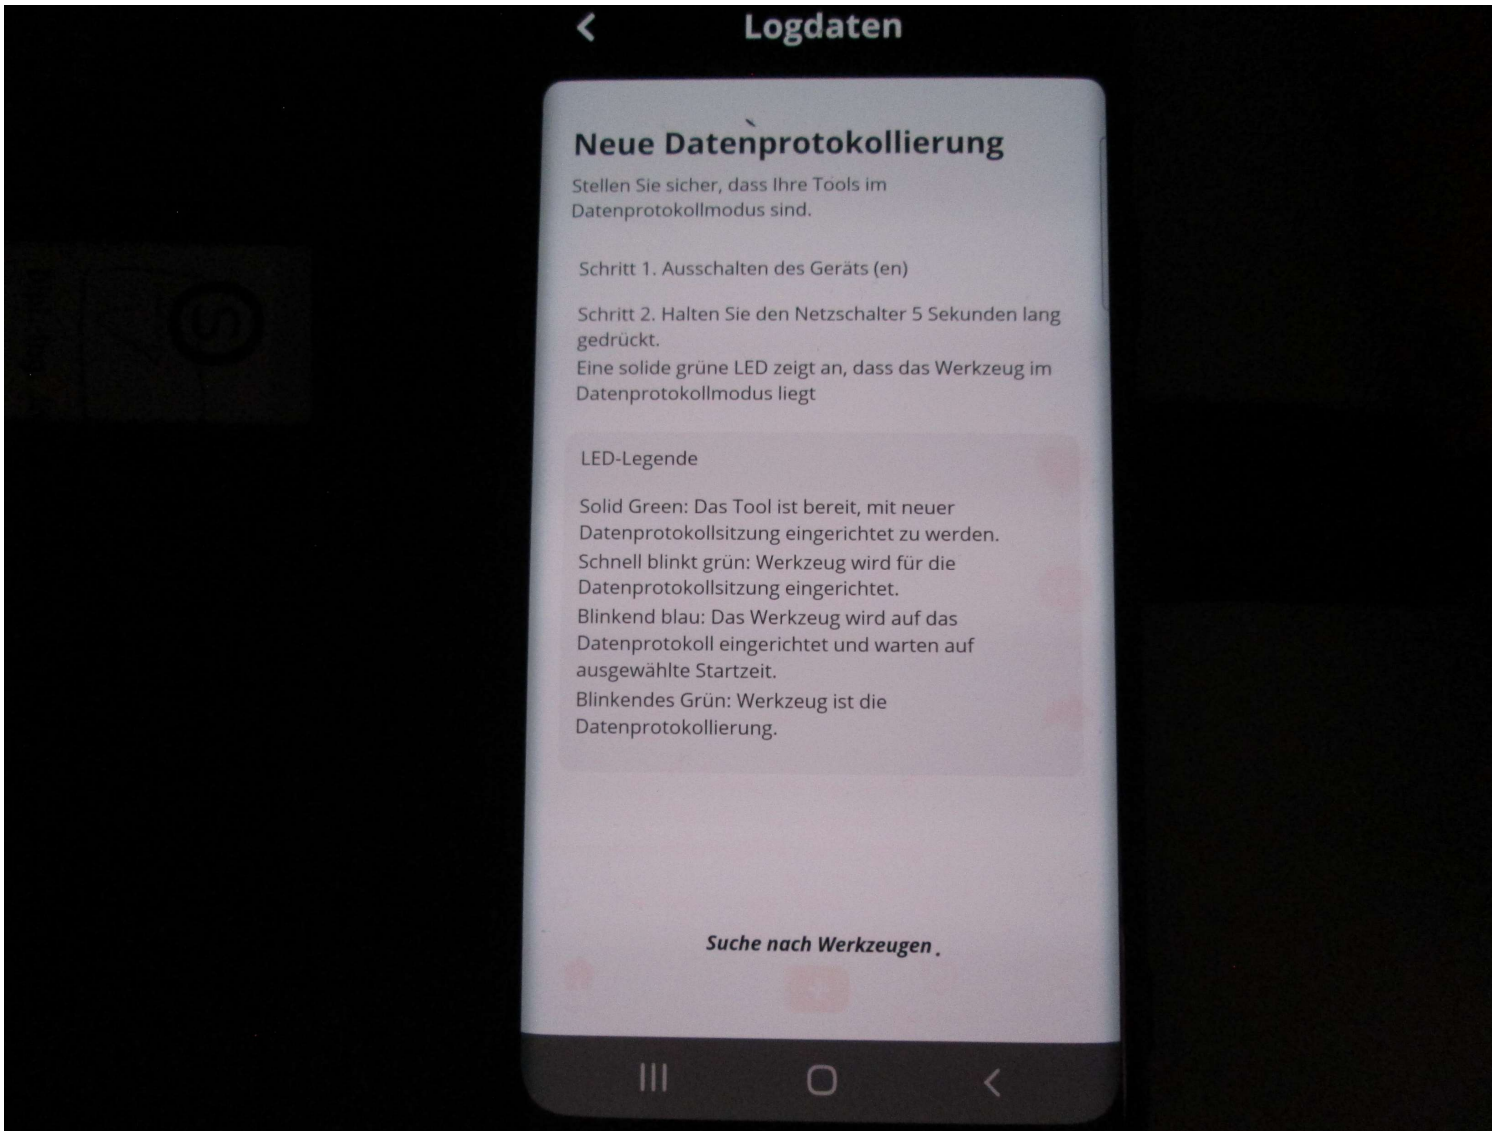 Logdaten
Neue Datenprotokollierung
Stellen Sie sicher, dass Ihre Tools im
Datenprotokollmodus sind.
Schritt 1. Ausschalten des Geräts (en)
Schritt 2. Halten Sie den Netzschalter 5 Sekunden lang
gedrückt.
Eine solide grüne LED zeigt an, dass das Werkzeug im
Datenprotokollmodus liegt
LED-Legende
Solid Green: Das Tool ist bereit, mit neuer
Datenprotokollsitzung eingerichtet zu werden.
Schnell blinkt grün: Werkzeug wird für die
Datenprotokollsitzung eingerichtet.
Blinkend blau: Das Werkzeug wird auf das
Datenprotokoll eingerichtet und warten auf
ausgewählte Startzeit.
Blinkendes Grün: Werkzeug ist die
Datenprotokollierung.
Suche nach Werkzeugen .